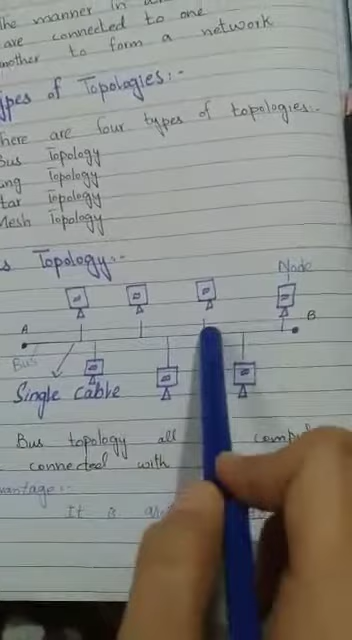 The manner in
are connected to one
another to form a network
Types of Topologies:-
There are four types of topologies:-
Bus Topology
Ring Topology
Star Topology
Mesh Topology
Bus Topology:-
Node
A
B
Bus
Single cable
Bus topology all
connected with
vantage:-
It is